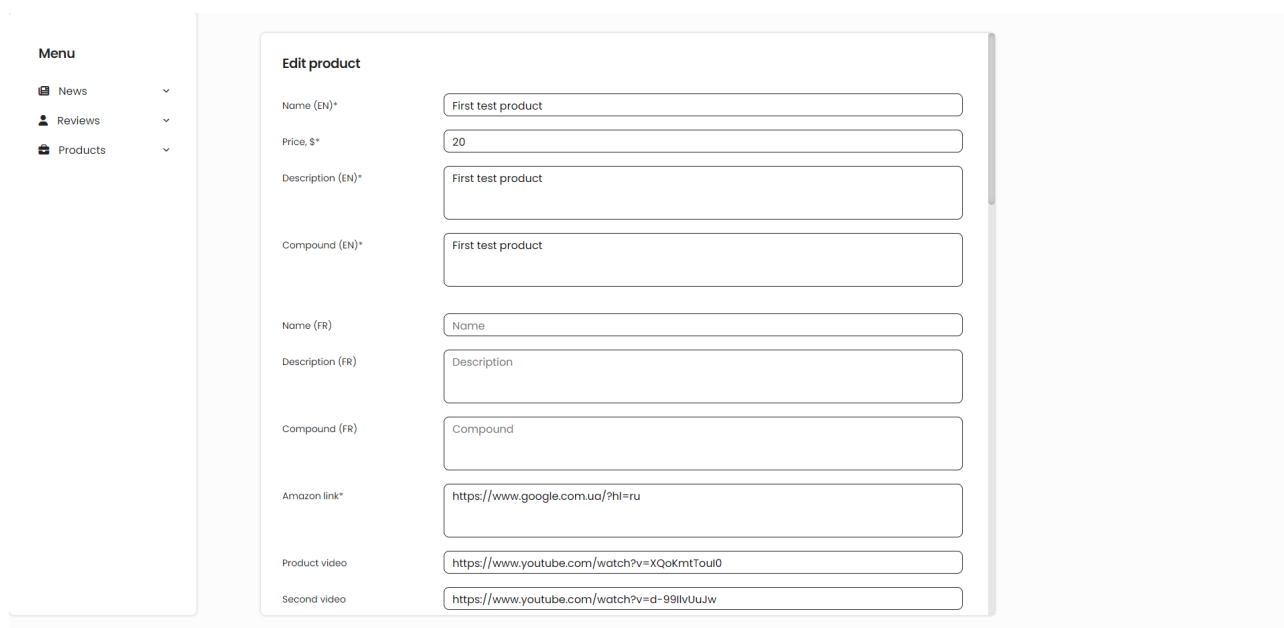 Menu
News
Reviews
Products
Edit product
Name (EN)*
First test product
Price, $*
20
Description (EN)*
First test product
Compound (EN)*
First test product
Name (FR)
Name
Description (FR)
Description
Compound (FR)
Compound
Amazon link*
https://www.google.com.ua/?hl=ru
Product video
https://www.youtube.com/watch?v=XQoKmtTouI0
Second video
https://www.youtube.com/watch?v=d-99IlvUuJw